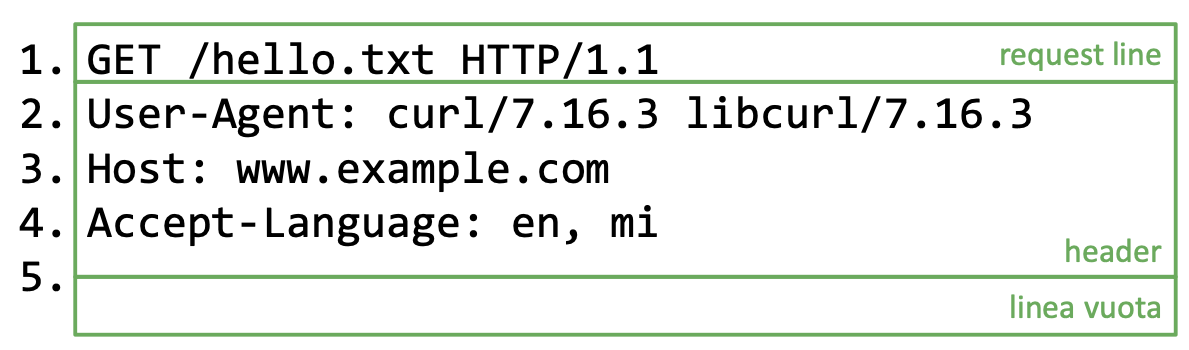 1. GET /hello.txt HTTP/1.1 request line
2. User-Agent: curl/7.16.3 libcurl/7.16.3
3. Host: www.example.com
4. Accept-Language: en, mi
header
5.
linea vuota